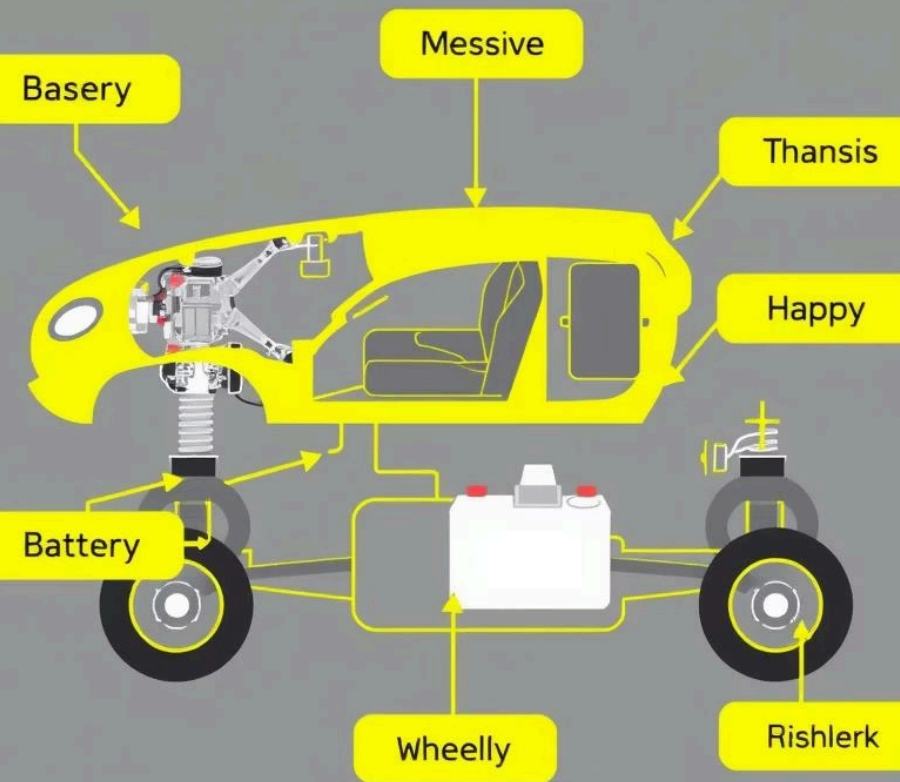 Messive
Basery
Thansis
Happy
Battery
Wheelly
Rishlerk